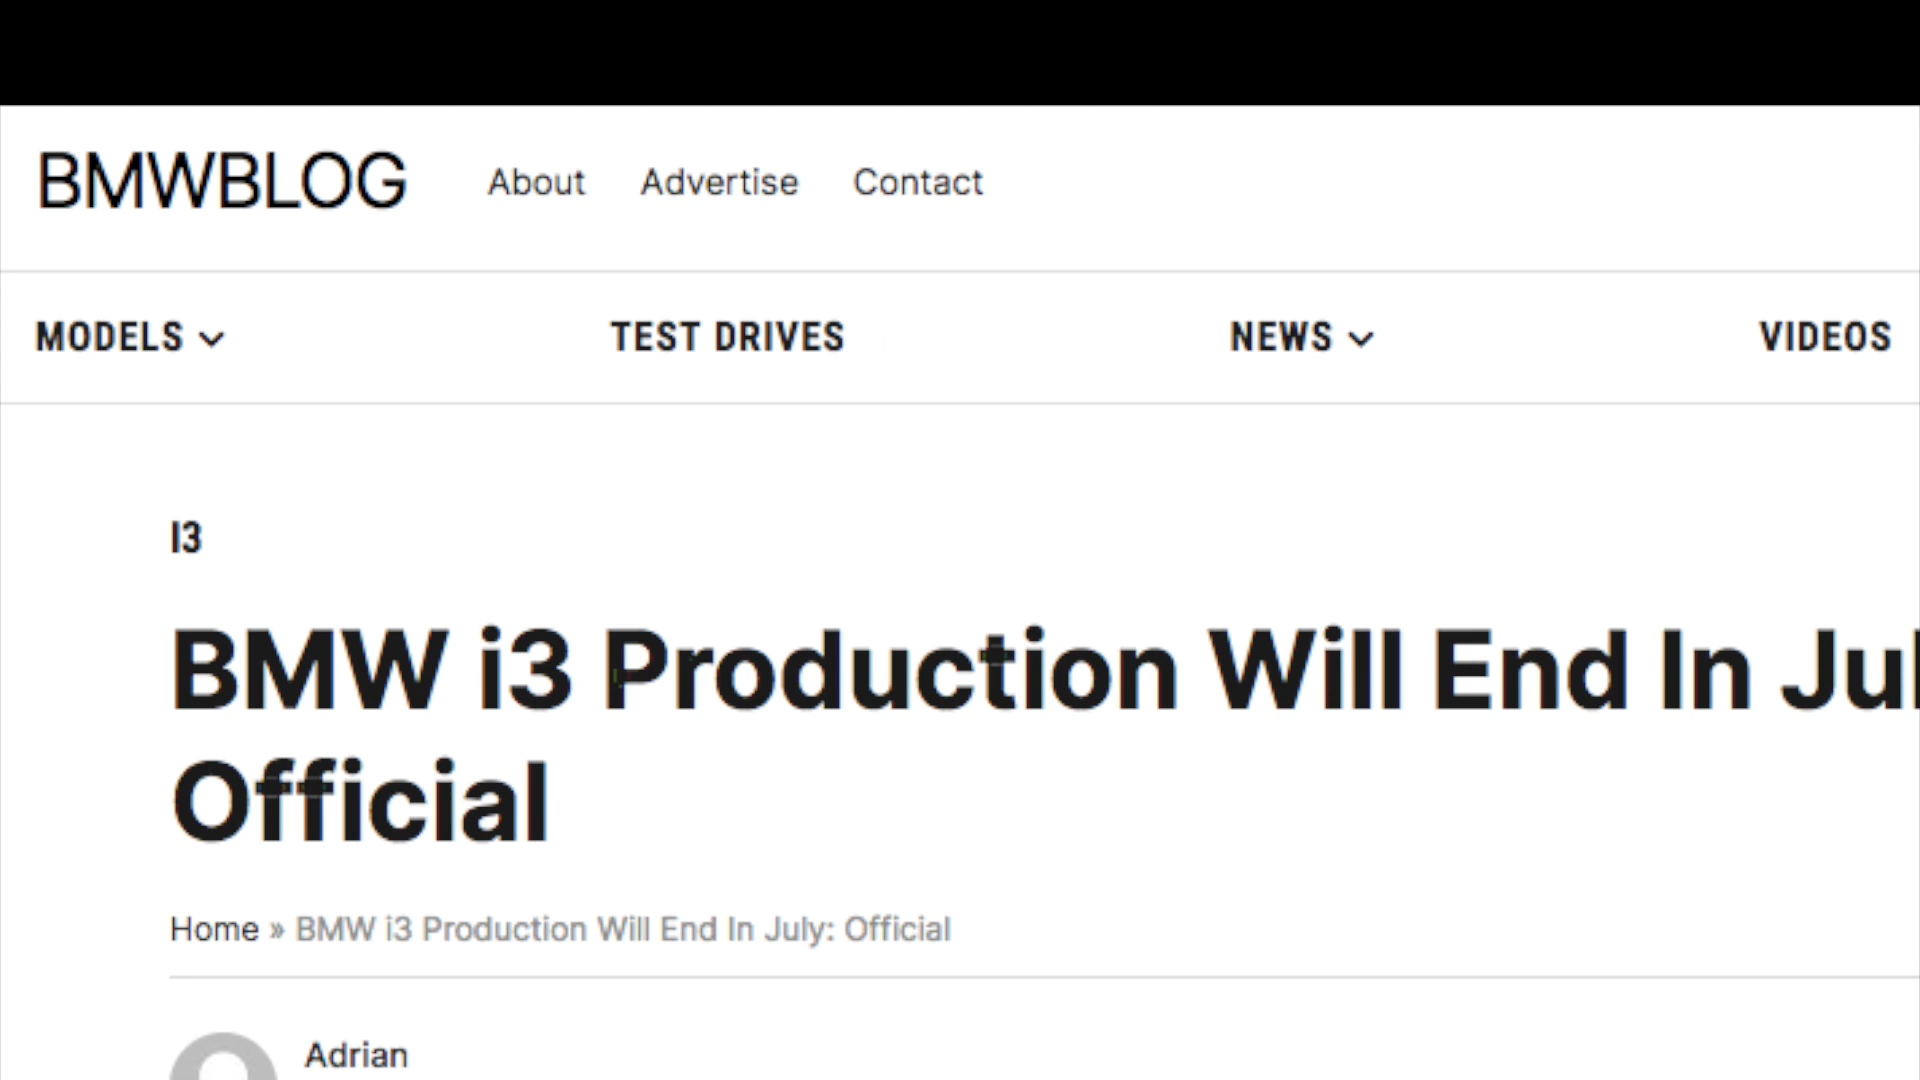 BMWBLOG About Advertise Contact
MODELS TEST DRIVES NEWS VIDEOS
I3
BMW i3 Production Will End In Jul
Official
Home » BMW i3 Production Will End In July: Official
Adrian